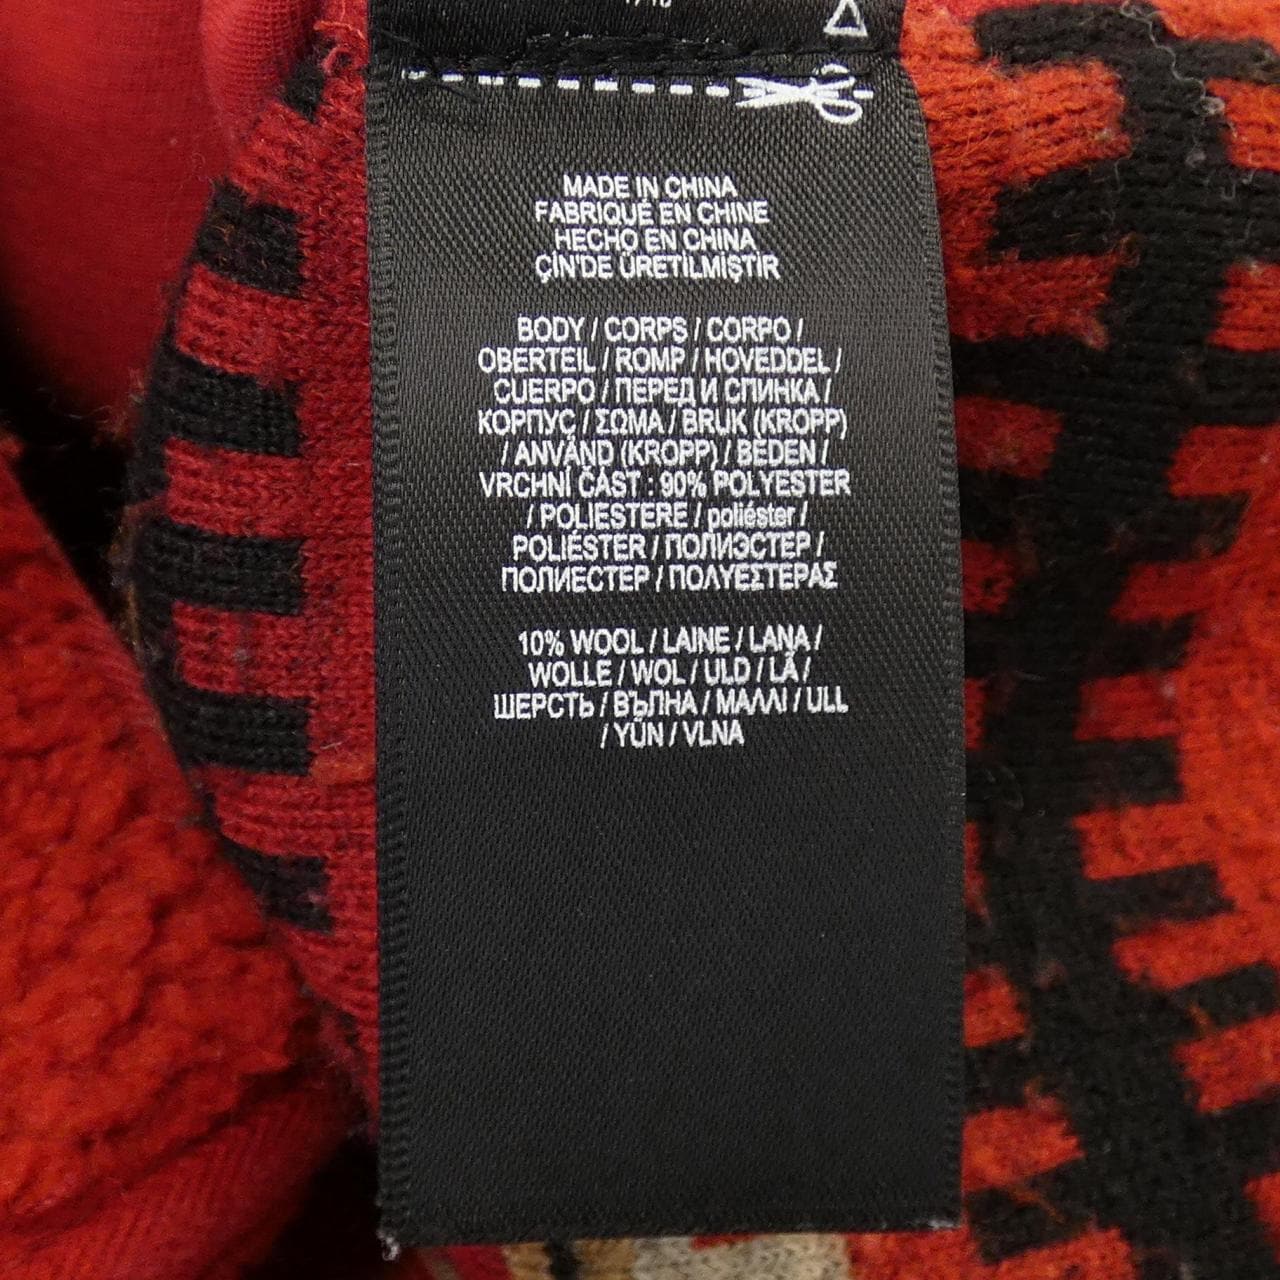 MADE IN CHINA
FABRIQUÉ EN CHINE
HECHO EN CHINA
ÇİN'DE ÜRETİLMİŞTİR
BODY / CORPS / CORPO /
OBERTEIL / ROMP / HOVEDDEL /
CUERPO / ПЕРЕД И СПИНКА /
КОРПУС / ΣΩΜΑ / BRUK (KROPP)
/ ANVÄND (KROPP) / BEDEN /
VRCHNÍ ČÁST : 90% POLYESTER
/ POLIESTERE / poliéster /
POLIÉSTER / ПОЛИЭСТЕР /
ПОЛИЕСТЕР / ΠΟΛΥΕΣΤΕΡΑΣ
10% WOOL / LAINE / LANA /
WOLLE / WOL / ULD / LÃ /
ШЕРСТЬ / ВЪЛНА / ΜΑΛΛΙ / ULL
/ YÜN / VLNA